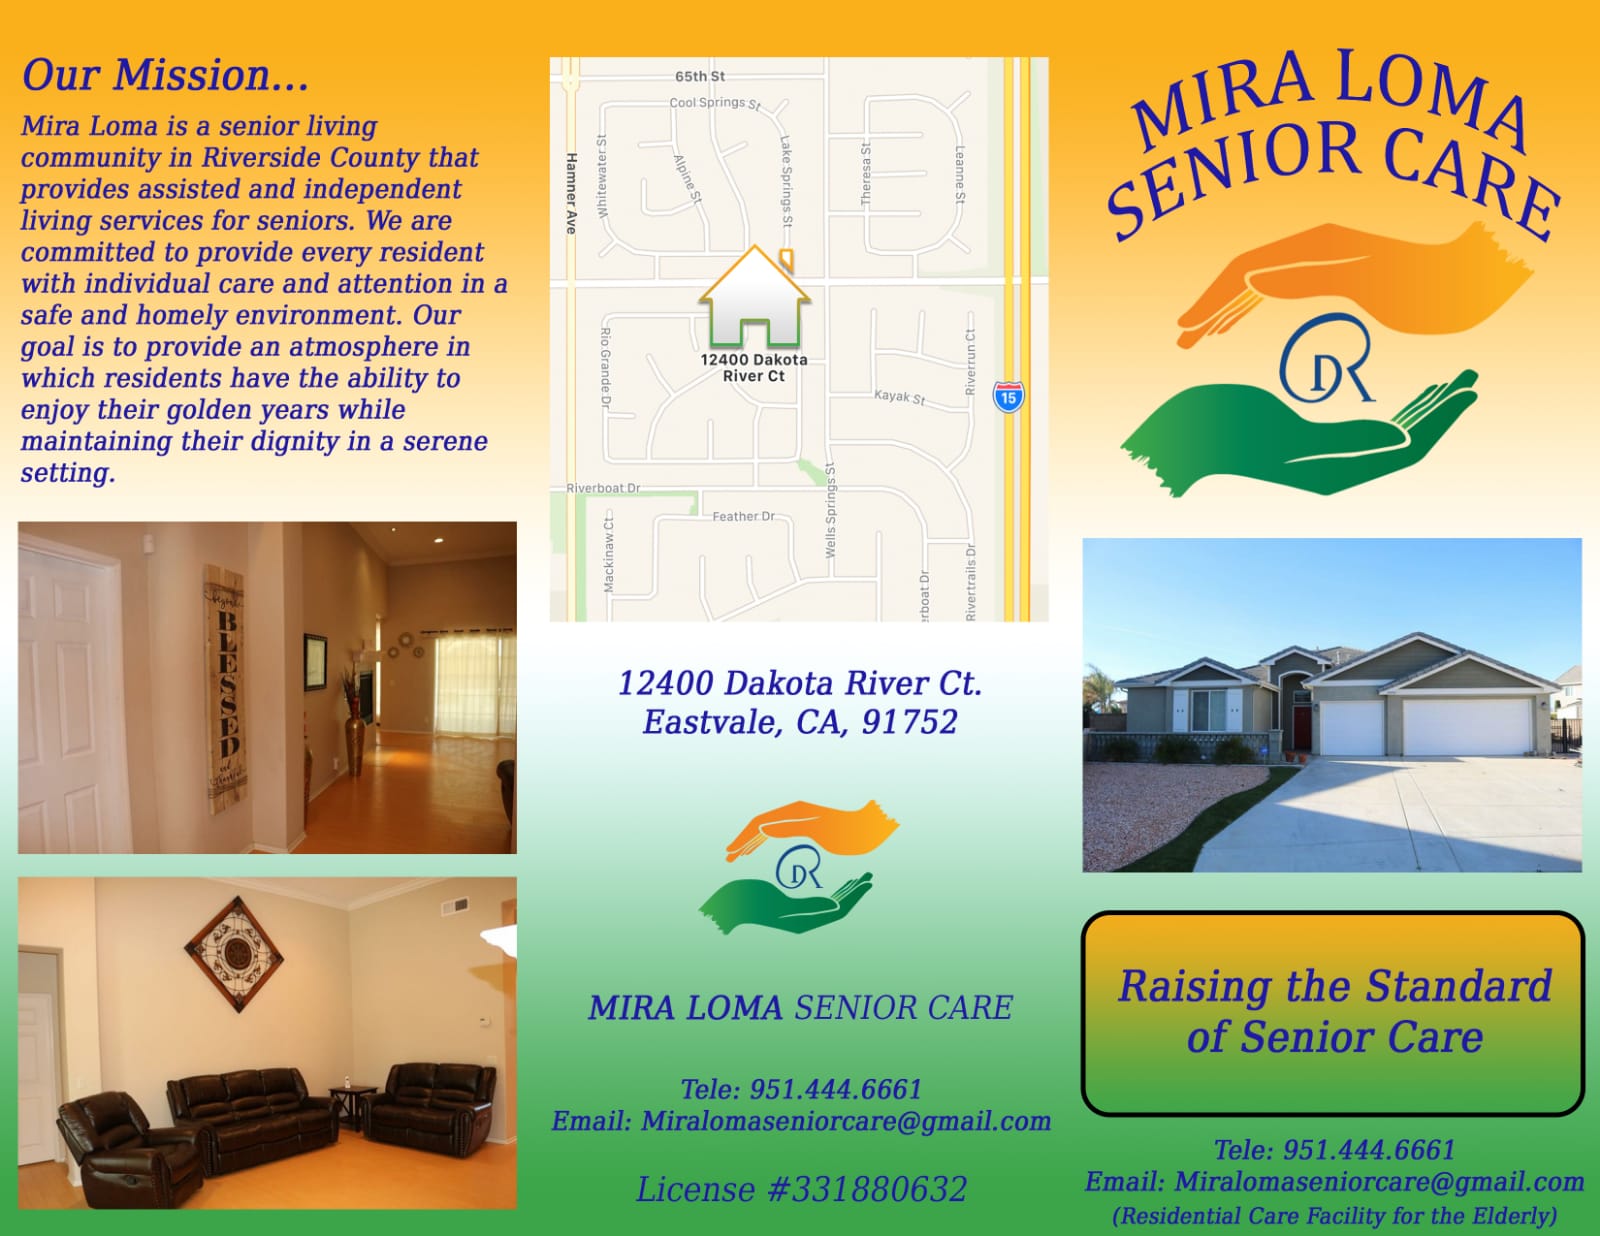 Our Mission...
Mira Loma is a senior living
community in Riverside County that
provides assisted and independent
living services for seniors. We are
committed to provide every resident
with individual care and attention in a
safe and homely environment. Our
goal is to provide an atmosphere in
which residents have the ability to
enjoy their golden years while
maintaining their dignity in a serene
setting.
BLESSED
and
65th St
Cool Springs St
Hamner Ave
Whitewater St
Alpine St
Lake Springs St
Theresa St
Leanne St
12400 Dakota
River Ct
Rio Grande Dr
Riverrun Ct
Kayak St
15
Riverboat Dr
Feather Dr
Wells Springs St
Mackinaw Ct
erboat Dr
Rivertrails Dr
12400 Dakota River Ct.
Eastvale, CA, 91752
DR
MIRA LOMA SENIOR CARE
Tele: 951.444.6661
Email: Miralomaseniorcare@gmail.com
License #331880632
MIRA LOMA
SENIOR CARE
DR
Raising the Standard
of Senior Care
Tele: 951.444.6661
Email: Miralomaseniorcare@gmail.com
(Residential Care Facility for the Elderly)